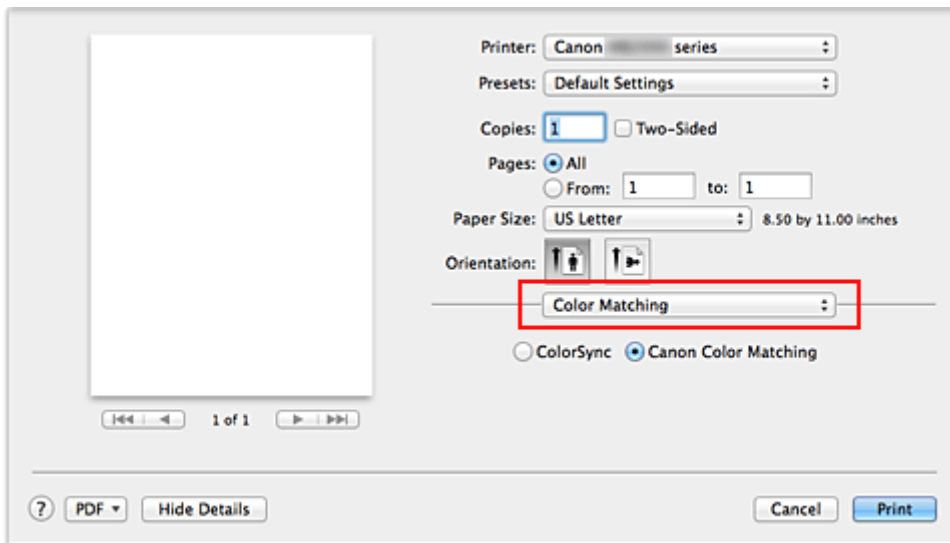 Printer: Canon series
Presets: Default Settings
Copies: 1 Two-Sided
Pages: All
From: 1 to: 1
Paper Size: US Letter 8.50 by 11.00 inches
Orientation:
Color Matching
ColorSync Canon Color Matching
1 of 1
? PDF Hide Details Cancel Print